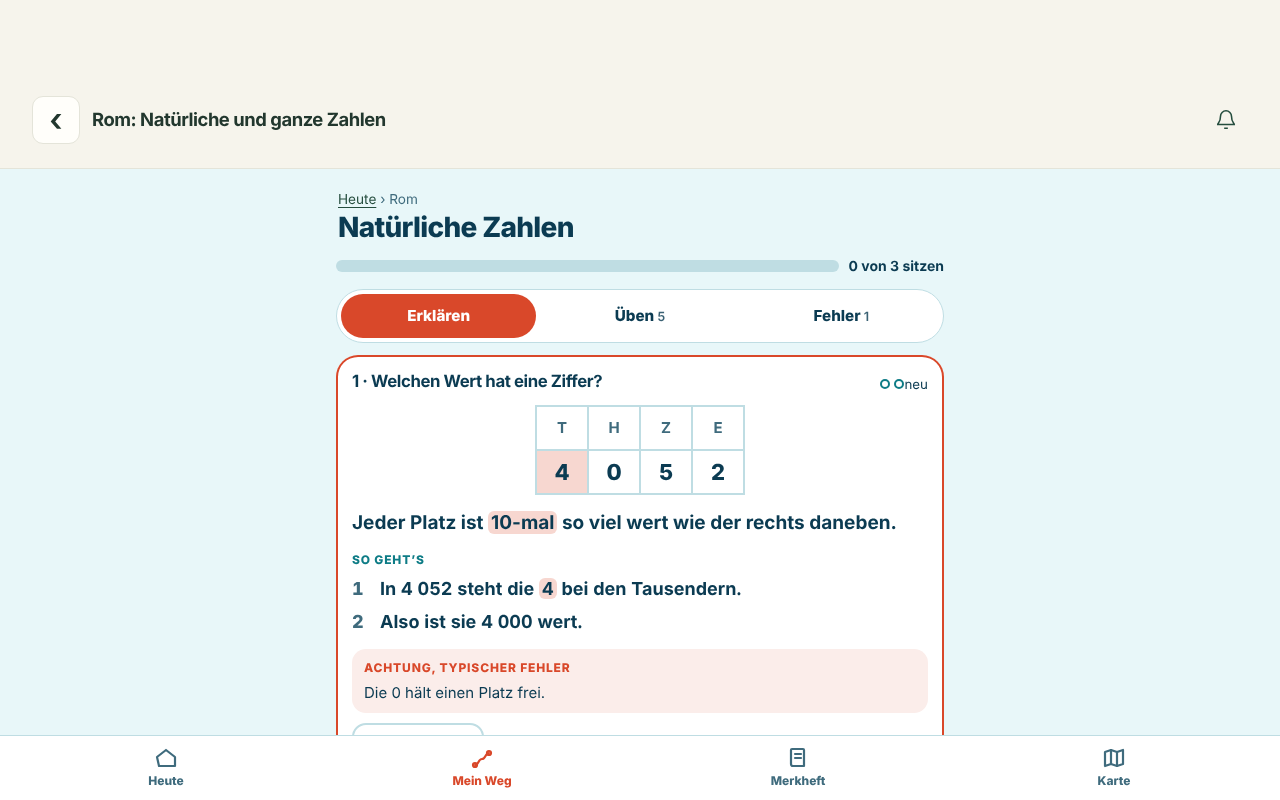 Rom: Natürliche und ganze Zahlen
Heute › Rom
Natürliche Zahlen
0 von 3 sitzen
Erklären Üben 5 Fehler 1
1 · Welchen Wert hat eine Ziffer? neu
T H Z E
4 0 5 2
Jeder Platz ist 10-mal so viel wert wie der rechts daneben.
SO GEHT'S
1 In 4 052 steht die 4 bei den Tausendern.
2 Also ist sie 4 000 wert.
ACHTUNG, TYPISCHER FEHLER
Die 0 hält einen Platz frei.
Heute Mein Weg Merkheft Karte